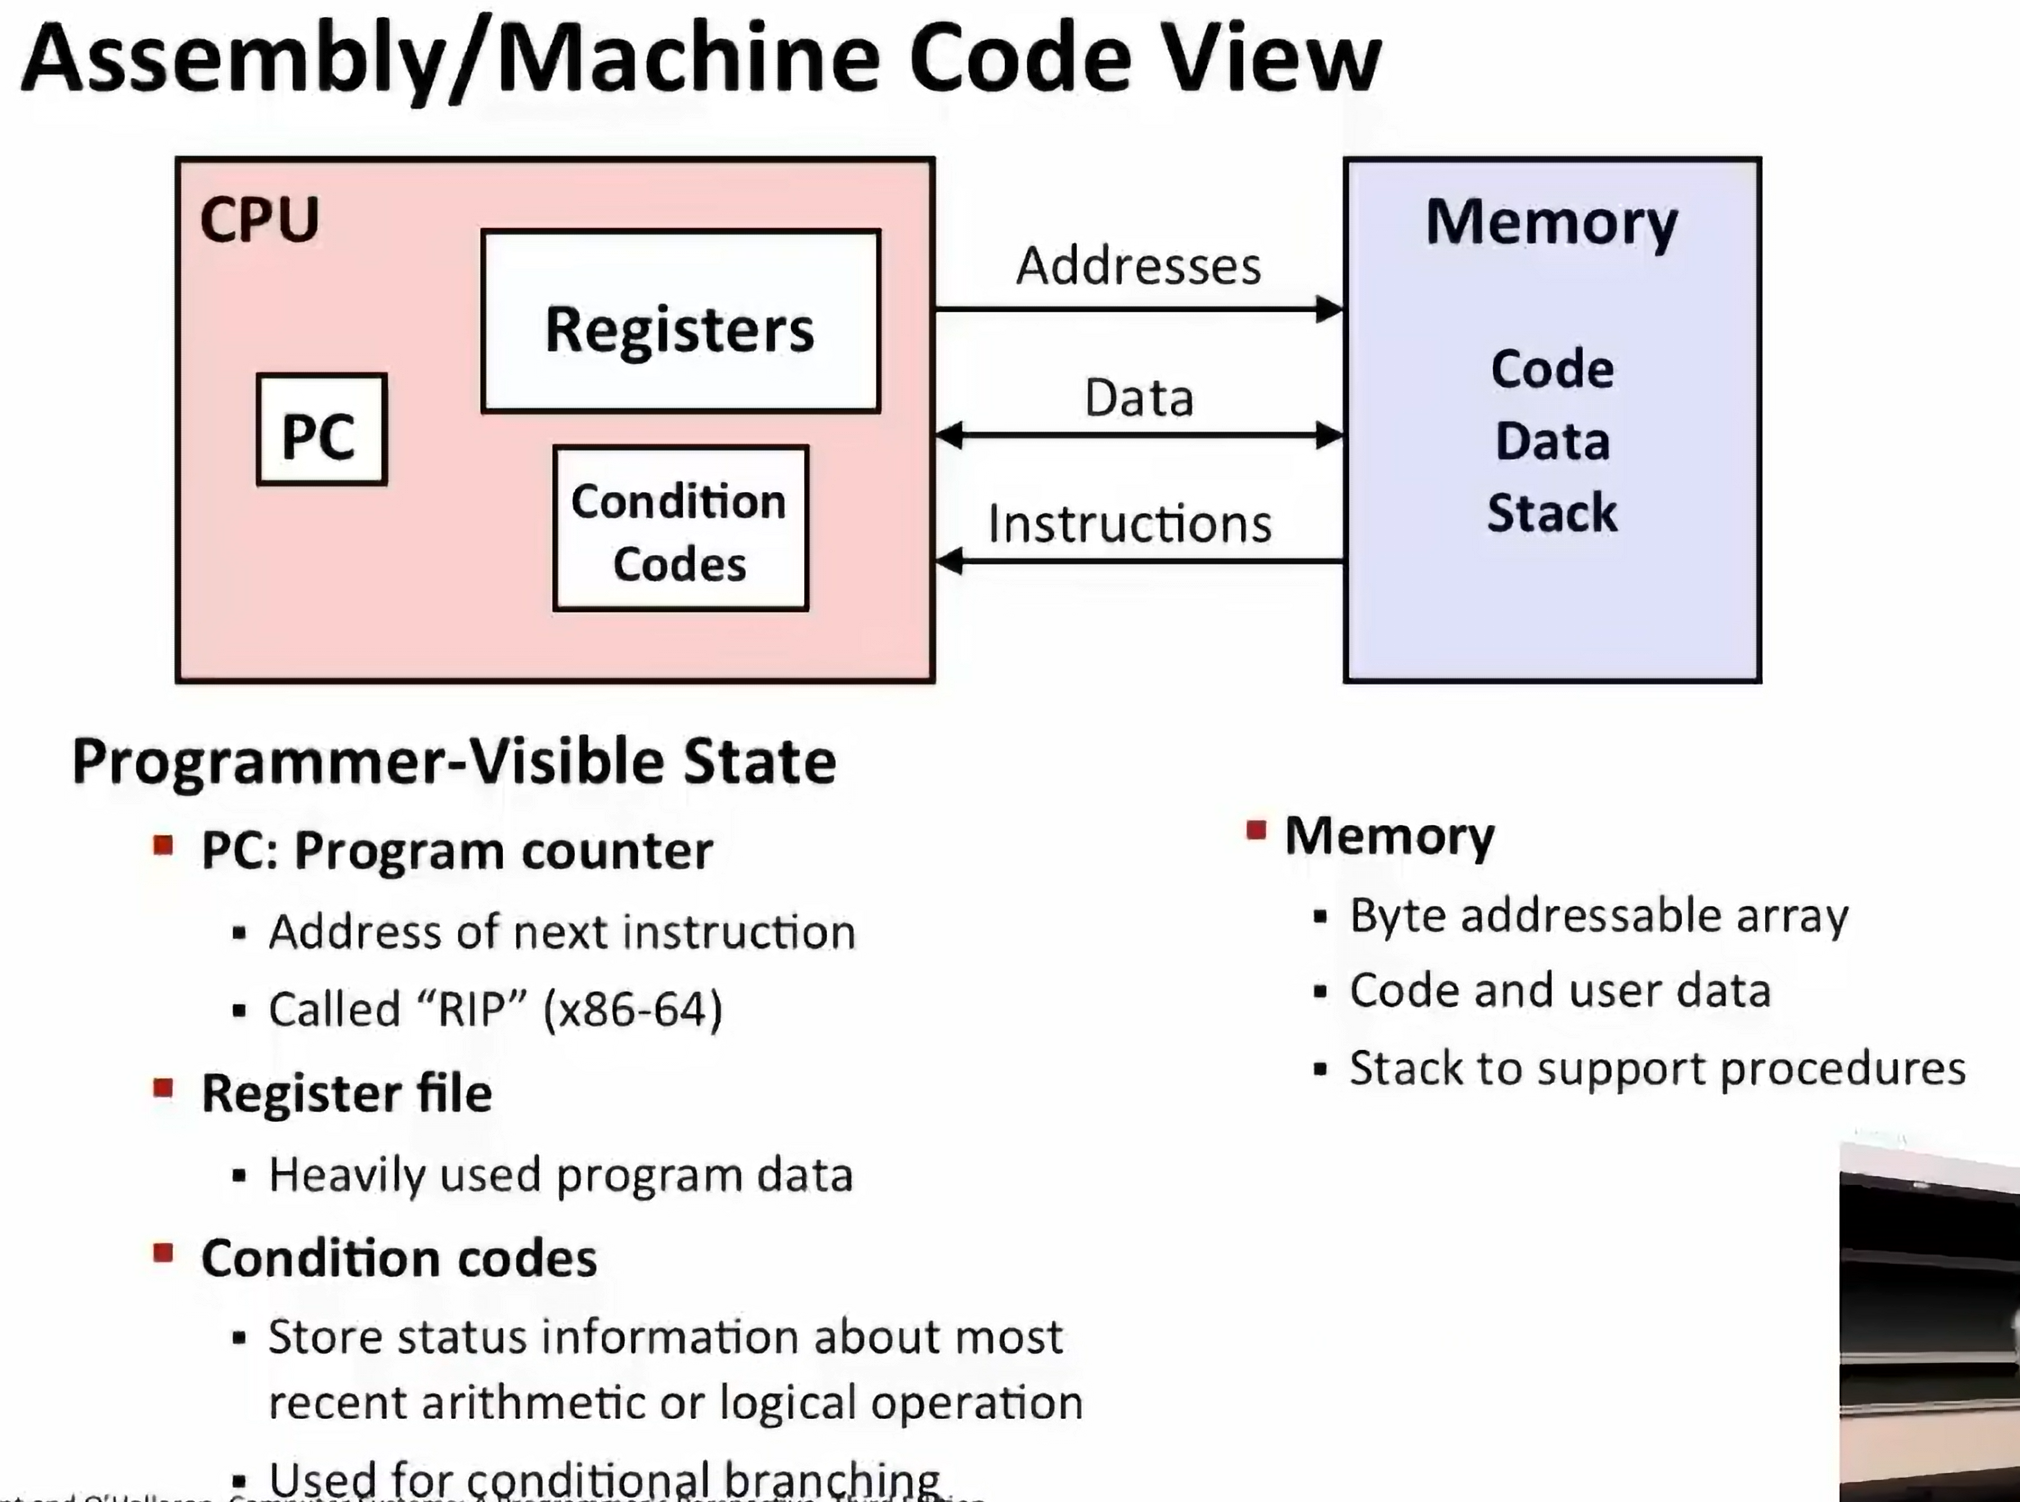 Assembly/Machine Code View
CPU
Registers
PC
Condition
Codes
Addresses
Data
Instructions
Memory
Code
Data
Stack
Programmer-Visible State
PC: Program counter
Address of next instruction
Called “RIP” (x86-64)
Register file
Heavily used program data
Condition codes
Store status information about most
recent arithmetic or logical operation
Used for conditional branching
Memory
Byte addressable array
Code and user data
Stack to support procedures
and O'Hallaron, Computer Systems: A Programmer's Perspective, Third Edition